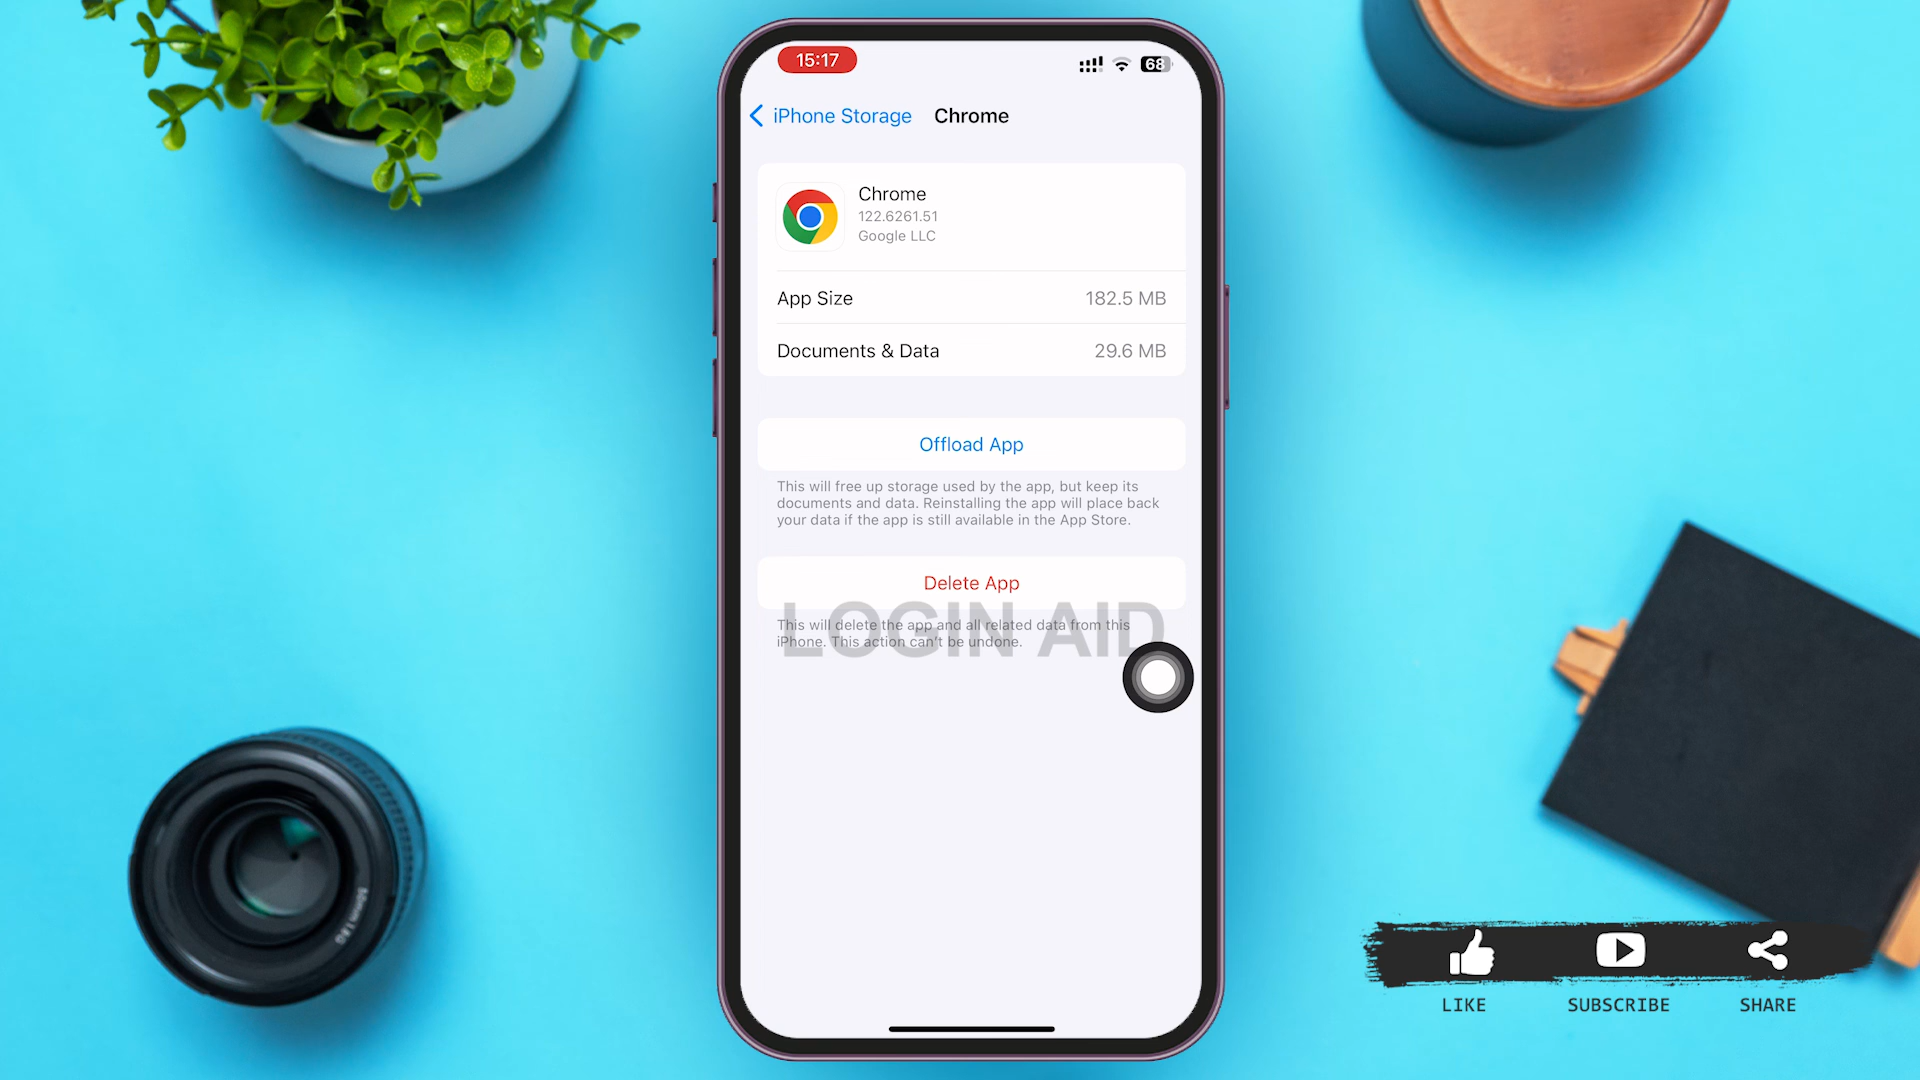 15:17
68
iPhone Storage
Chrome
Chrome
122.6261.51
Google LLC
App Size
182.5 MB
Documents & Data
29.6 MB
Offload App
This will free up storage used by the app, but keep its
documents and data. Reinstalling the app will place back
your data if the app is still available in the App Store.
Delete App
LOGIN AID
This will delete the app and all related data from this
iPhone. This action can't be undone.
LIKE
SUBSCRIBE
SHARE